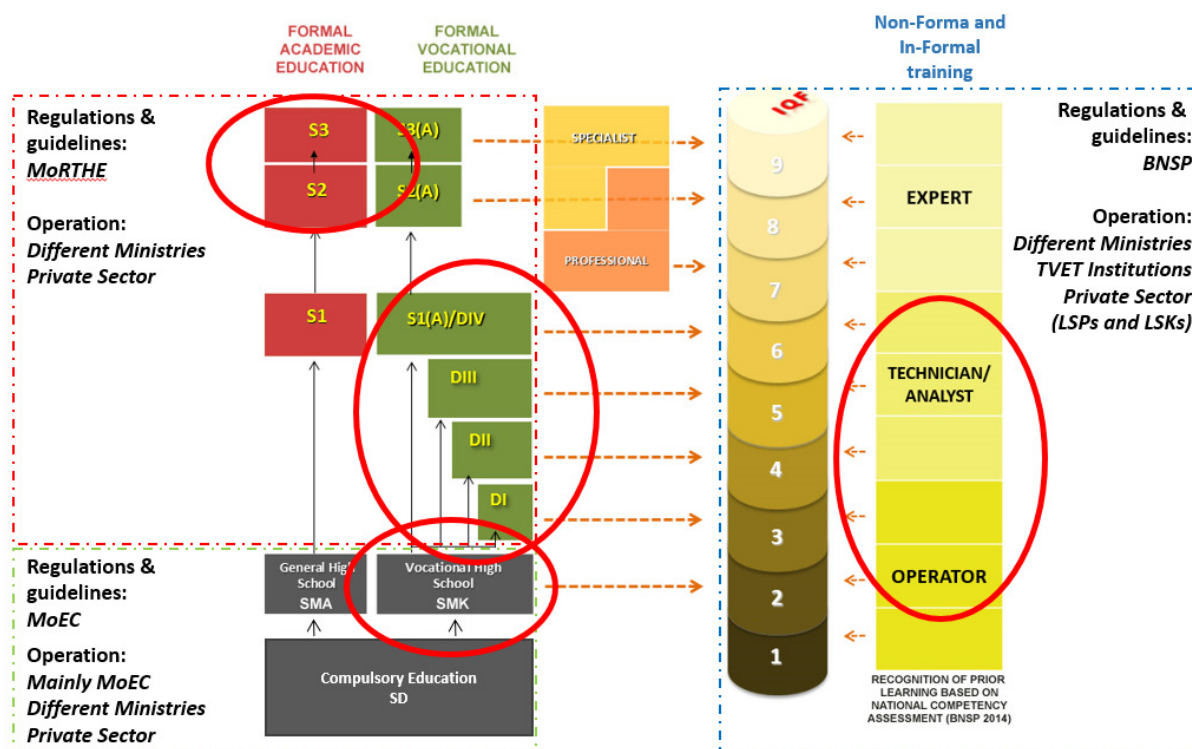 FORMAL
ACADEMIC
EDUCATION
FORMAL
VOCATIONAL
EDUCATION
Non-Forma and
In-Formal
training
Regulations &
guidelines:
MoRTHE
Operation:
Different Ministries
Private Sector
S3
S3(A)
S2
S2(A)
S1
S1(A)/DIV
DIII
DII
DI
SPECIALIST
PROFESSIONAL
IQF
9
8
7
6
5
4
3
2
1
EXPERT
TECHNICIAN/
ANALYST
OPERATOR
RECOGNITION OF PRIOR
LEARNING BASED ON
NATIONAL COMPETENCY
ASSESSMENT (BNSP 2014)
Regulations &
guidelines:
BNSP
Operation:
Different Ministries
TVET Institutions
Private Sector
(LSPs and LSKs)
Regulations &
guidelines:
MoEC
Operation:
Mainly MoEC
Different Ministries
Private Sector
General High
School
SMA
Vocational High
School
SMK
Compulsory Education
SD